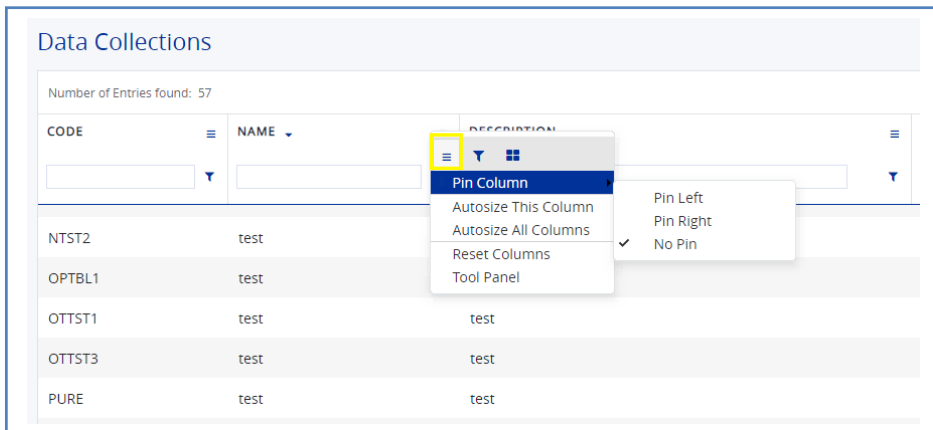 Data Collections
Number of Entries found: 57
CODE NAME DESCRIPTION
Pin Column
Autosize This Column
Autosize All Columns
Reset Columns
Tool Panel
Pin Left
Pin Right
No Pin
NTST2 test
OPTBL1 test
OTTST1 test test
OTTST3 test test
PURE test test